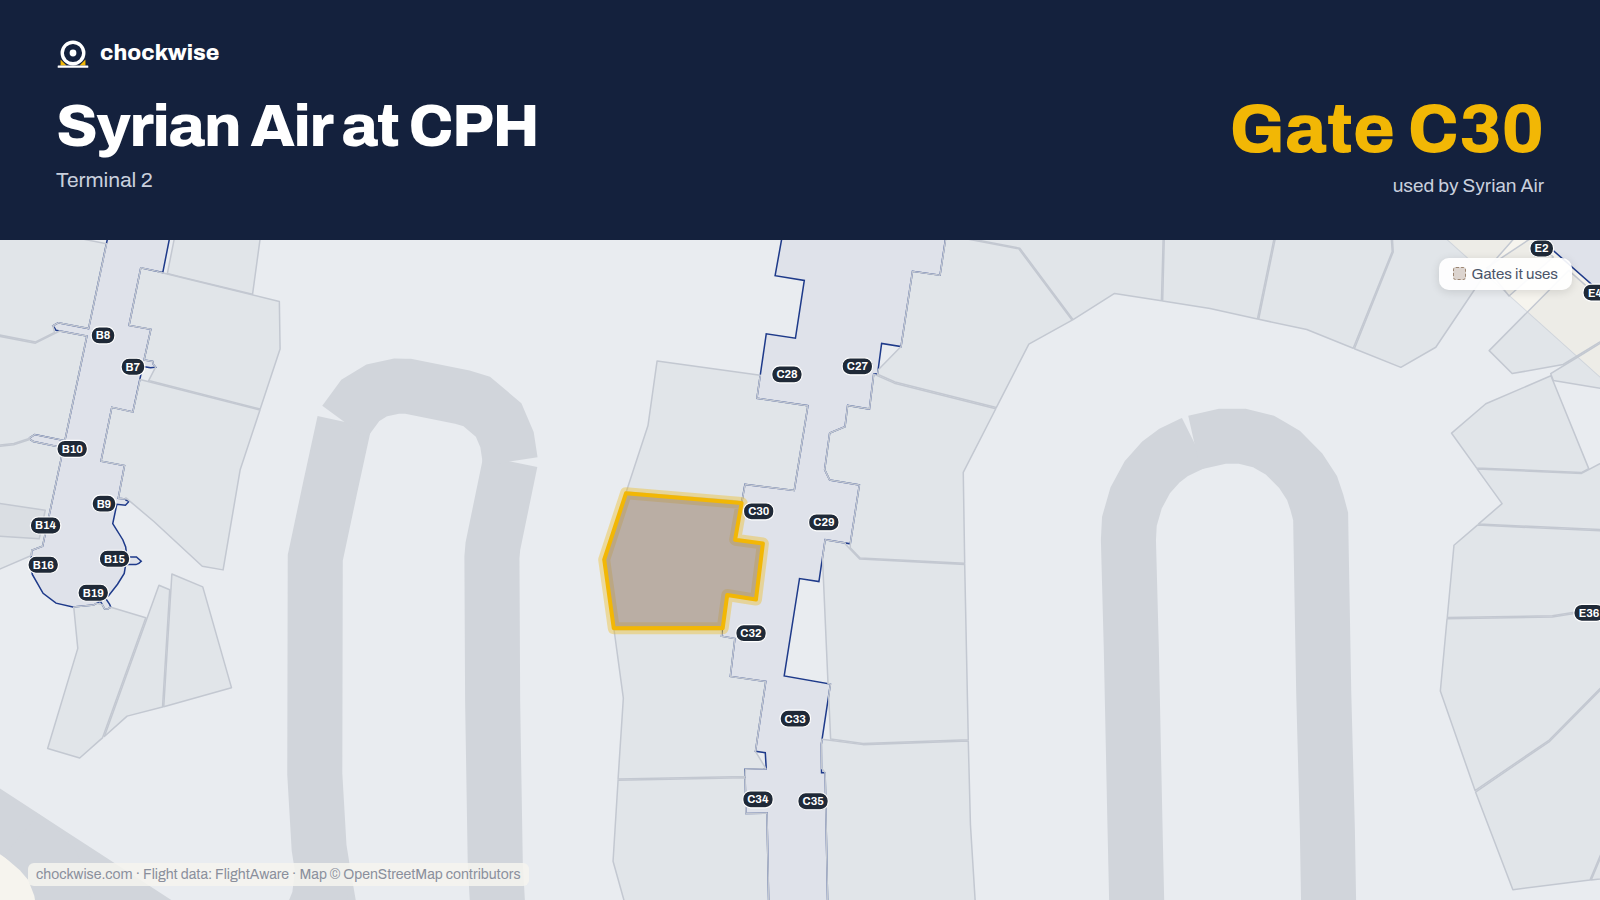 chockwise
Syrian Air at CPH
Terminal 2
Gate C30
used by Syrian Air
E2
Gates it uses
E4
B8
B7
C28
C27
B10
B9
C30
C29
B14
B15
B16
B19
E36
C32
C33
C34
C35
chockwise.com · Flight data: FlightAware · Map © OpenStreetMap contributors